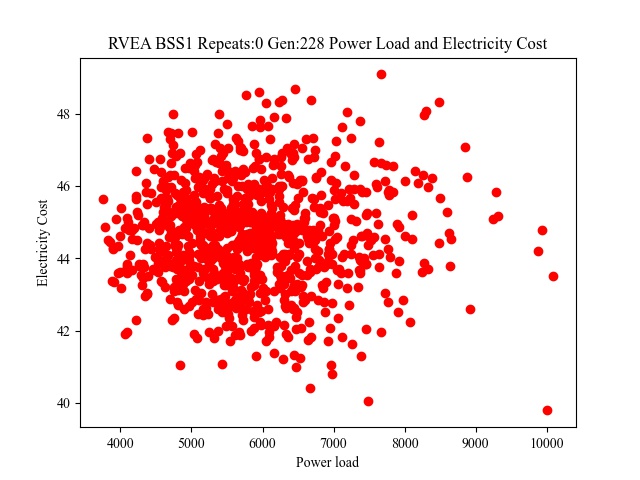 RVEA BSS1 Repeats:0 Gen:228 Power Load and Electricity Cost
48
46
44
42
40
Electricity Cost
4000 5000 6000 7000 8000 9000 10000
Power load